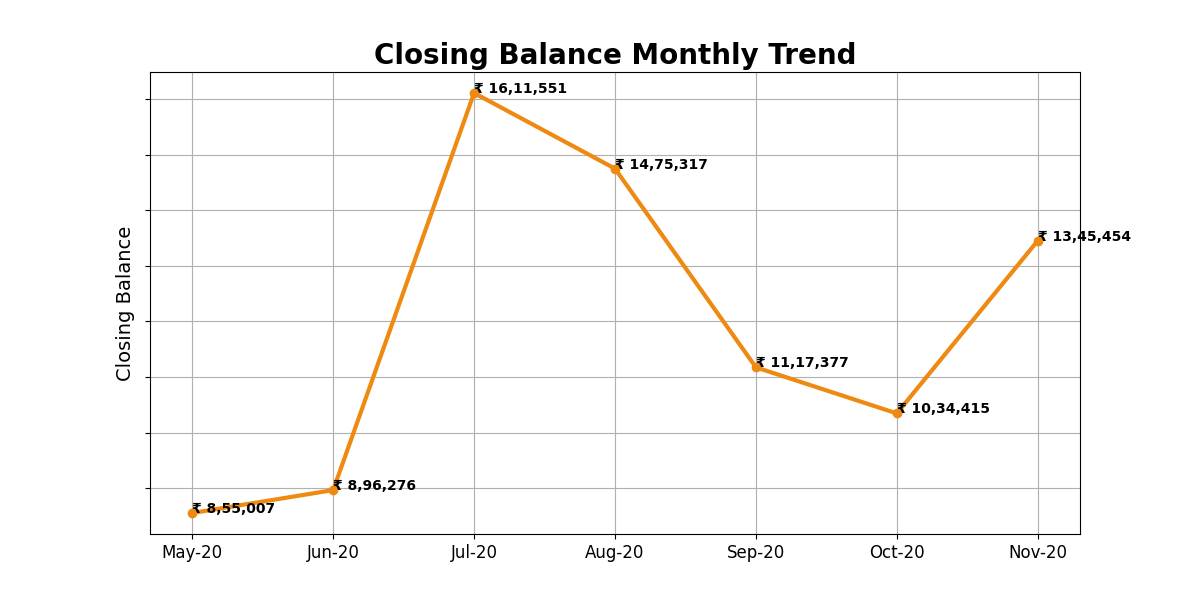 Closing Balance Monthly Trend
Closing Balance
₹ 16,11,551
₹ 14,75,317
₹ 13,45,454
₹ 11,17,377
₹ 10,34,415
₹ 8,96,276
₹ 8,55,007
May-20 Jun-20 Jul-20 Aug-20 Sep-20 Oct-20 Nov-20